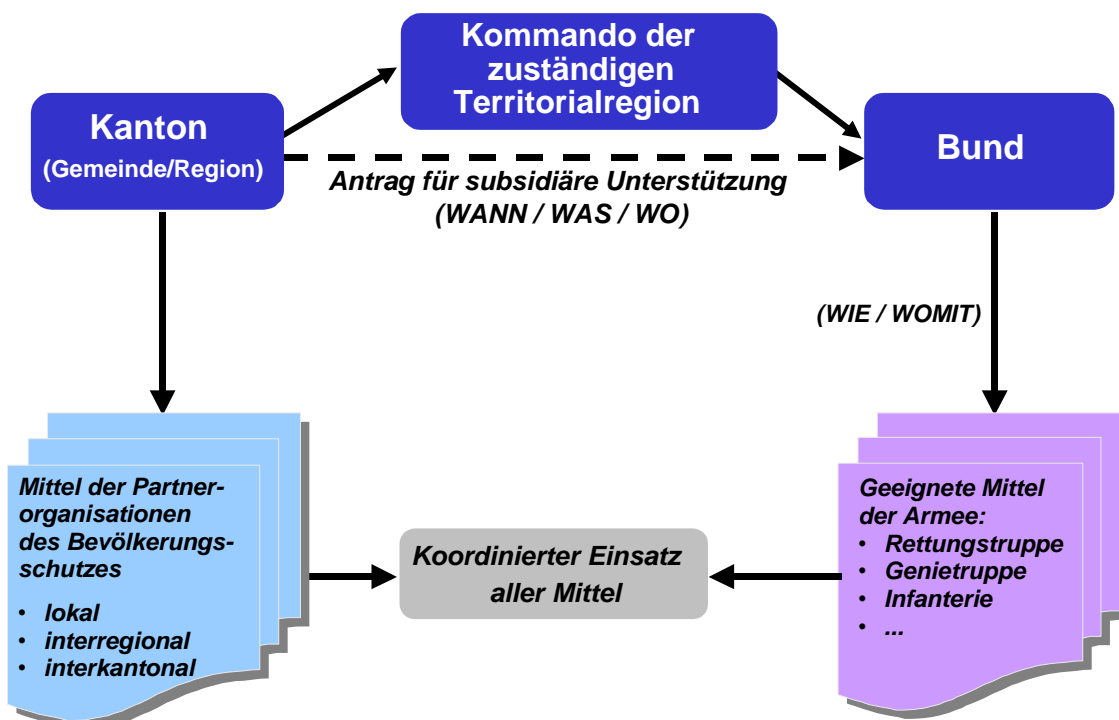 Kommando der
zuständigen
Territorialregion
Kanton
(Gemeinde/Region)
Bund
Antrag für subsidiäre Unterstützung
(WANN / WAS / WO)
(WIE / WOMIT)
Mittel der Partner-
organisationen
des Bevölkerungs-
schutzes
• lokal
• interregional
• interkantonal
Koordinierter Einsatz
aller Mittel
Geeignete Mittel
der Armee:
• Rettungstruppe
• Genietruppe
• Infanterie
• ...